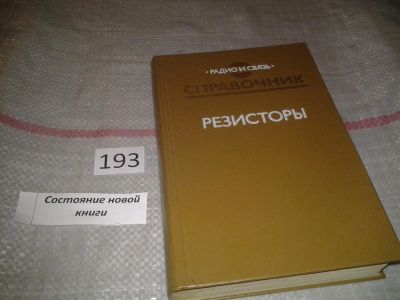 • РАДИО И СВЯЗЬ •
СПРАВОЧНИК
РЕЗИСТОРЫ
193
Состояние новой
книги